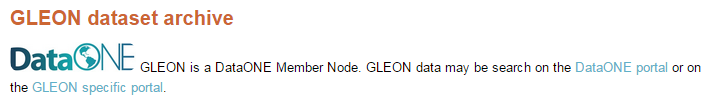 GLEON dataset archive
DataONE GLEON is a DataONE Member Node. GLEON data may be search on the DataONE portal or on
the GLEON specific portal.